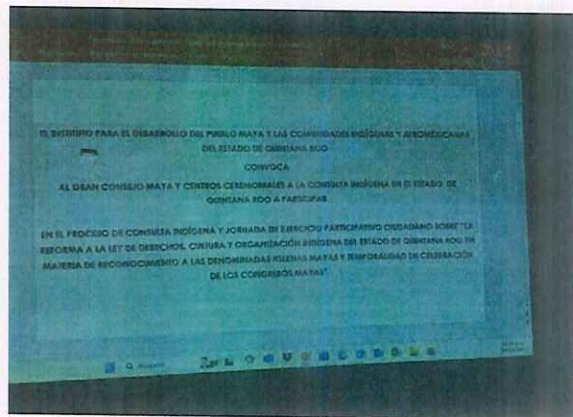 EL INSTITUTO PARA EL DESARROLLO DEL PUEBLO MAYA Y LAS COMUNIDADES INDÍGENAS Y AFROMEXICANAS
DEL ESTADO DE QUINTANA ROO
CONVOCA
AL GRAN CONSEJO MAYA Y CENTROS CEREMONIALES A LA CONSULTA INDÍGENA EN EL ESTADO DE
QUINTANA ROO A PARTICIPAR
EN EL PROCESO DE CONSULTA INDÍGENA Y JORNADA DE EJERCICIO PARTICIPATIVO CIUDADANO SOBRE "LA
REFORMA A LA LEY DE DERECHOS, CULTURA Y ORGANIZACIÓN INDÍGENA DEL ESTADO DE QUINTANA ROO EN
MATERIA DE RECONOCIMIENTO A LAS DENOMINADAS IGLESIAS MAYAS Y TEMPORALIDAD DE CELEBRACIÓN
DE LOS CONGRESOS MAYAS"